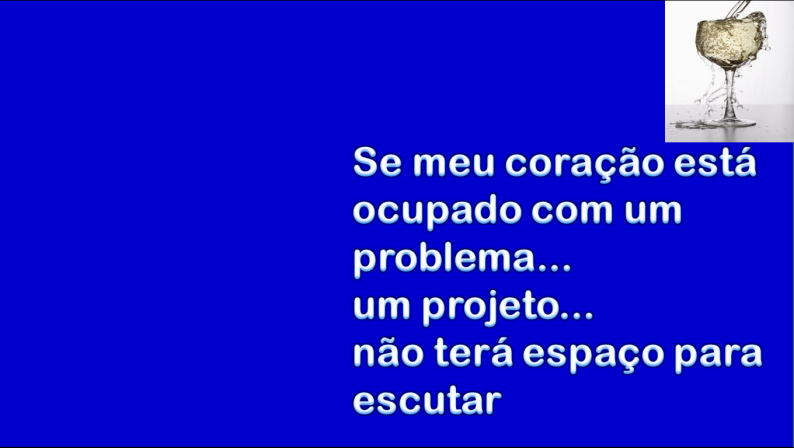 Se meu coração está
ocupado com um
problema...
um projeto...
não terá espaço para
escutar